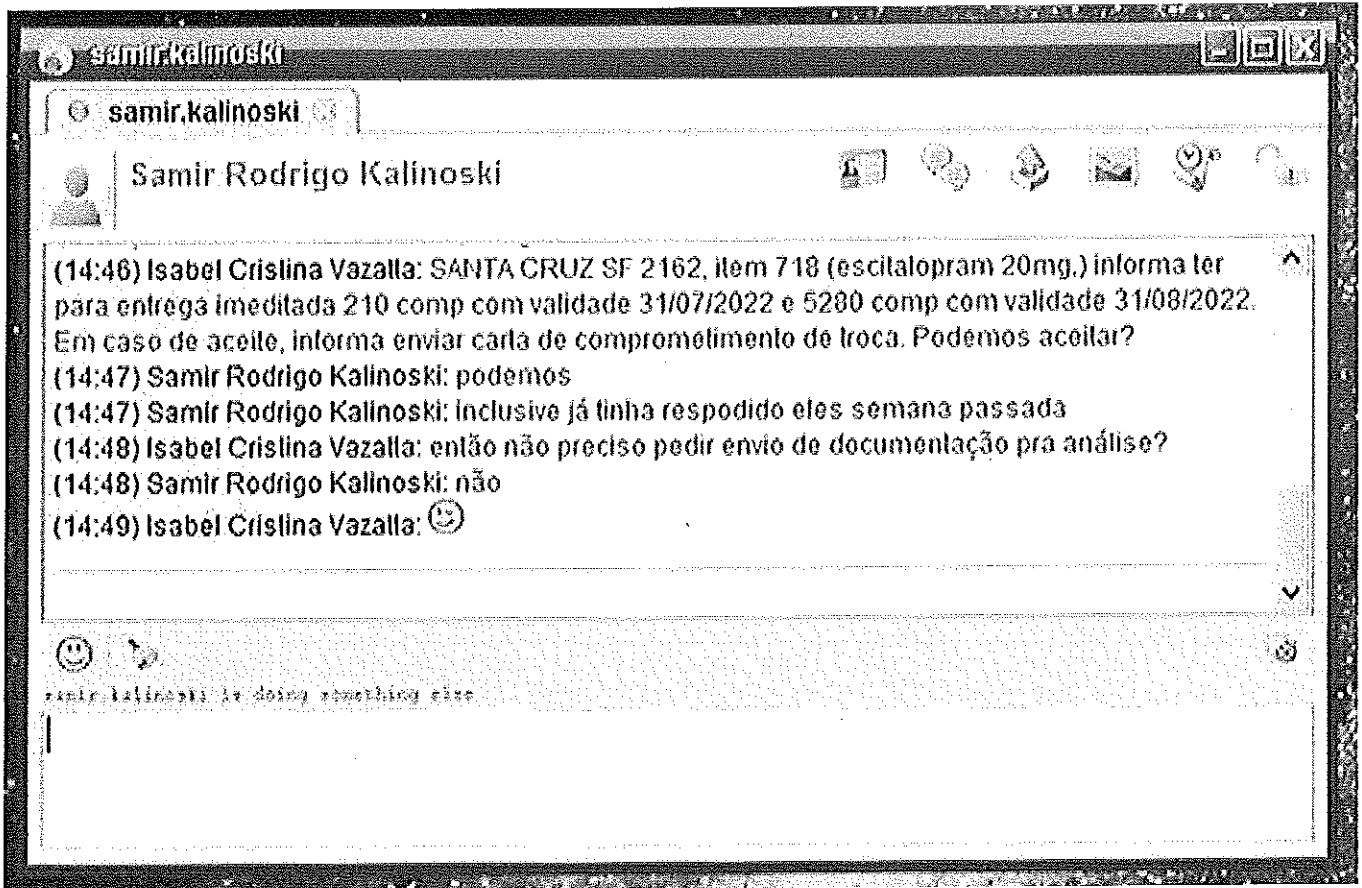 samir.kalinoski
samir.kalinoski
Samir Rodrigo Kalinoski
(14:46) Isabel Cristina Vazalla: SANTA CRUZ SF 2162, item 718 (escitalopram 20mg.) informa ter
para entrega imeditada 210 comp com validade 31/07/2022 e 5280 comp com validade 31/08/2022.
Em caso de aceite, informa enviar carta de comprometimento de troca. Podemos aceitar?
(14:47) Samir Rodrigo Kalinoski: podemos
(14:47) Samir Rodrigo Kalinoski: inclusive já tinha respodido eles semana passada
(14:48) Isabel Cristina Vazalla: então não preciso pedir envio de documentação pra análise?
(14:48) Samir Rodrigo Kalinoski: não
(14:49) Isabel Cristina Vazalla:
samir.kalinoski is doing something else